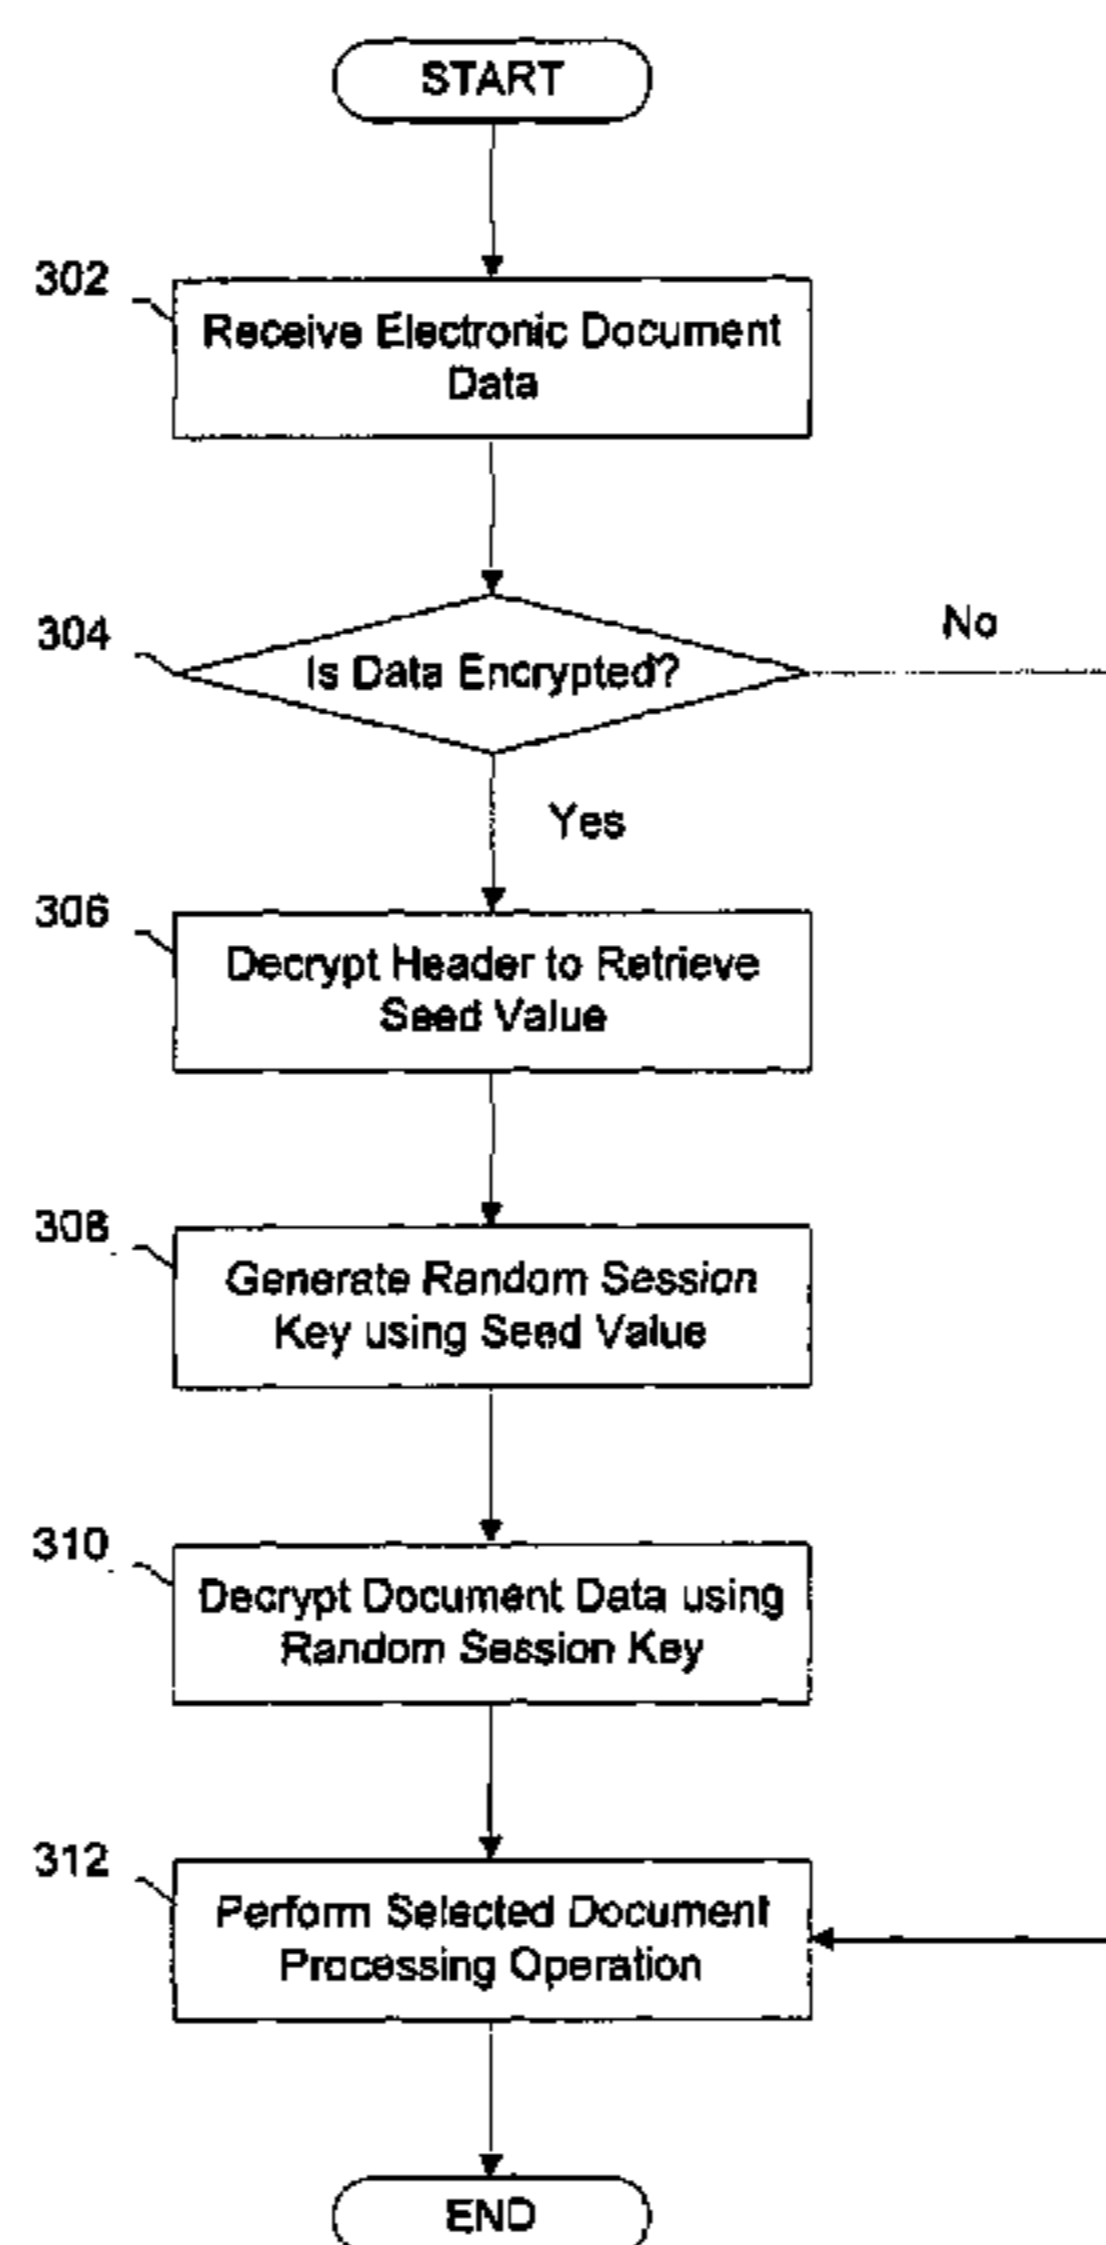 START
302
Receive Electronic Document
Data
304
Is Data Encrypted?
No
Yes
306
Decrypt Header to Retrieve
Seed Value
308
Generate Random Session
Key using Seed Value
310
Decrypt Document Data using
Random Session Key
312
Perform Selected Document
Processing Operation
END